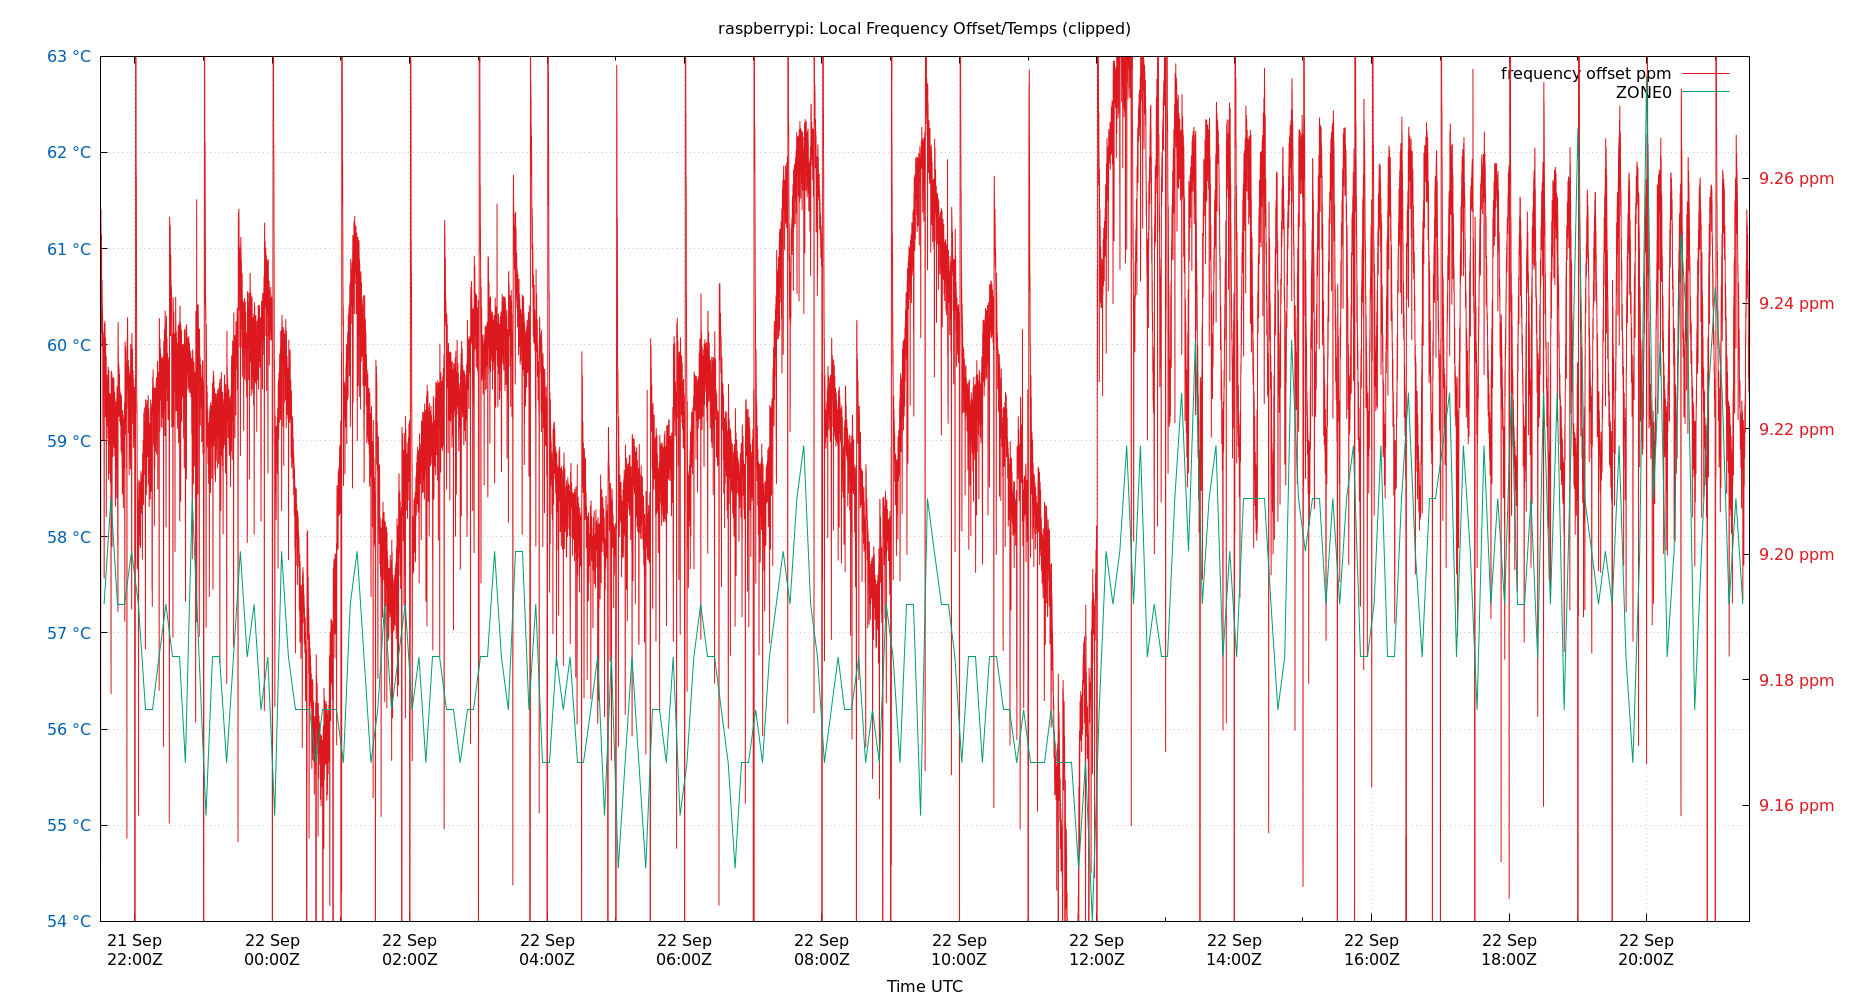 raspberrypi: Local Frequency Offset/Temps (clipped)
63 °C
62 °C
61 °C
60 °C
59 °C
58 °C
57 °C
56 °C
55 °C
54 °C
frequency offset ppm
ZONE0
9.26 ppm
9.24 ppm
9.22 ppm
9.20 ppm
9.18 ppm
9.16 ppm
21 Sep
22:00Z
22 Sep
00:00Z
22 Sep
02:00Z
22 Sep
04:00Z
22 Sep
06:00Z
22 Sep
08:00Z
22 Sep
10:00Z
22 Sep
12:00Z
22 Sep
14:00Z
22 Sep
16:00Z
22 Sep
18:00Z
22 Sep
20:00Z
Time UTC